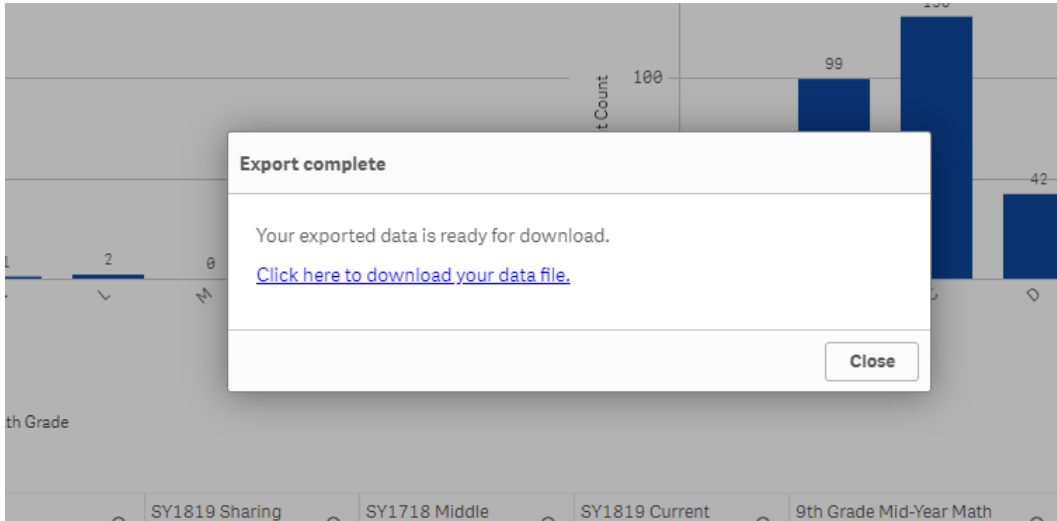 99
100
t Count
Export complete
42
Your exported data is ready for download.
Click here to download your data file.
2
0
L
M
D
Close
th Grade
SY1819 Sharing
SY1718 Middle
SY1819 Current
9th Grade Mid-Year Math